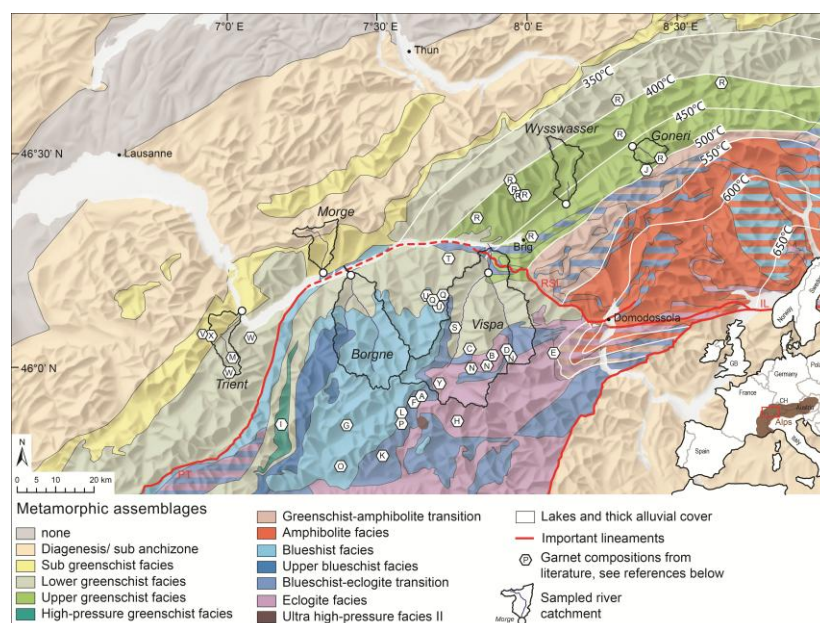 7°0' E
7°30' E
8°0' E
8°30' E
Thun
350°C
400°C
450°C
500°C
550°C
600°C
650°C
R
R
R
R
R
R
R
R
R
J
Wysswasser
Goneri
46°30' N
Lausanne
Morge
Brig
RSL
IL
Domodossola
T
U
Q
Q
U
S
Vispa
C
B
D
N
N
E
V
X
W
M
W
Trient
46°0' N
Borgne
Y
A
F
L
P
H
I
G
K
O
PT
N
0 5 10 20 km
Norway
Sweden
GB
Germany
France
CH
Austria
Alps
Spain
Italy
Metamorphic assemblages
none
Diagenesis/ sub anchizone
Sub greenschist facies
Lower greenschist facies
Upper greenschist facies
High-pressure greenschist facies
Greenschist-amphibolite transition
Amphibolite facies
Blueshist facies
Upper blueschist facies
Blueschist-eclogite transition
Eclogite facies
Ultra high-pressure facies II
Lakes and thick alluvial cover
Important lineaments
P
Garnet compositions from
literature, see references below
Sampled river
catchment
Morge